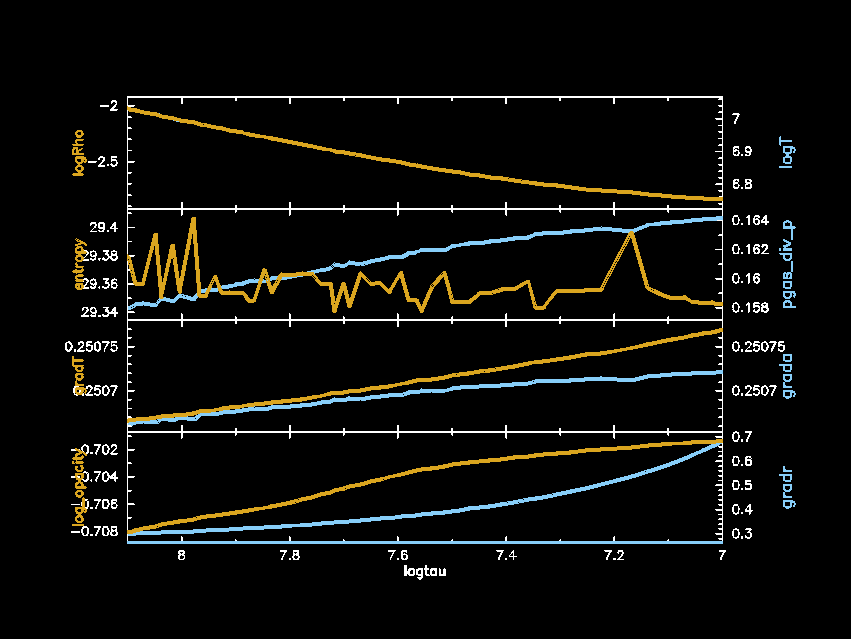 −2
−2.5
logRho
7
6.9
6.8
logT
29.4
29.38
29.36
29.34
entropy
0.164
0.162
0.16
0.158
pgas_div_p
0.25075
0.2507
gradT
0.25075
0.2507
grada
−0.702
−0.704
−0.706
−0.708
log_opacity
0.7
0.6
0.5
0.4
0.3
gradr
8 7.8 7.6 7.4 7.2 7
logtau